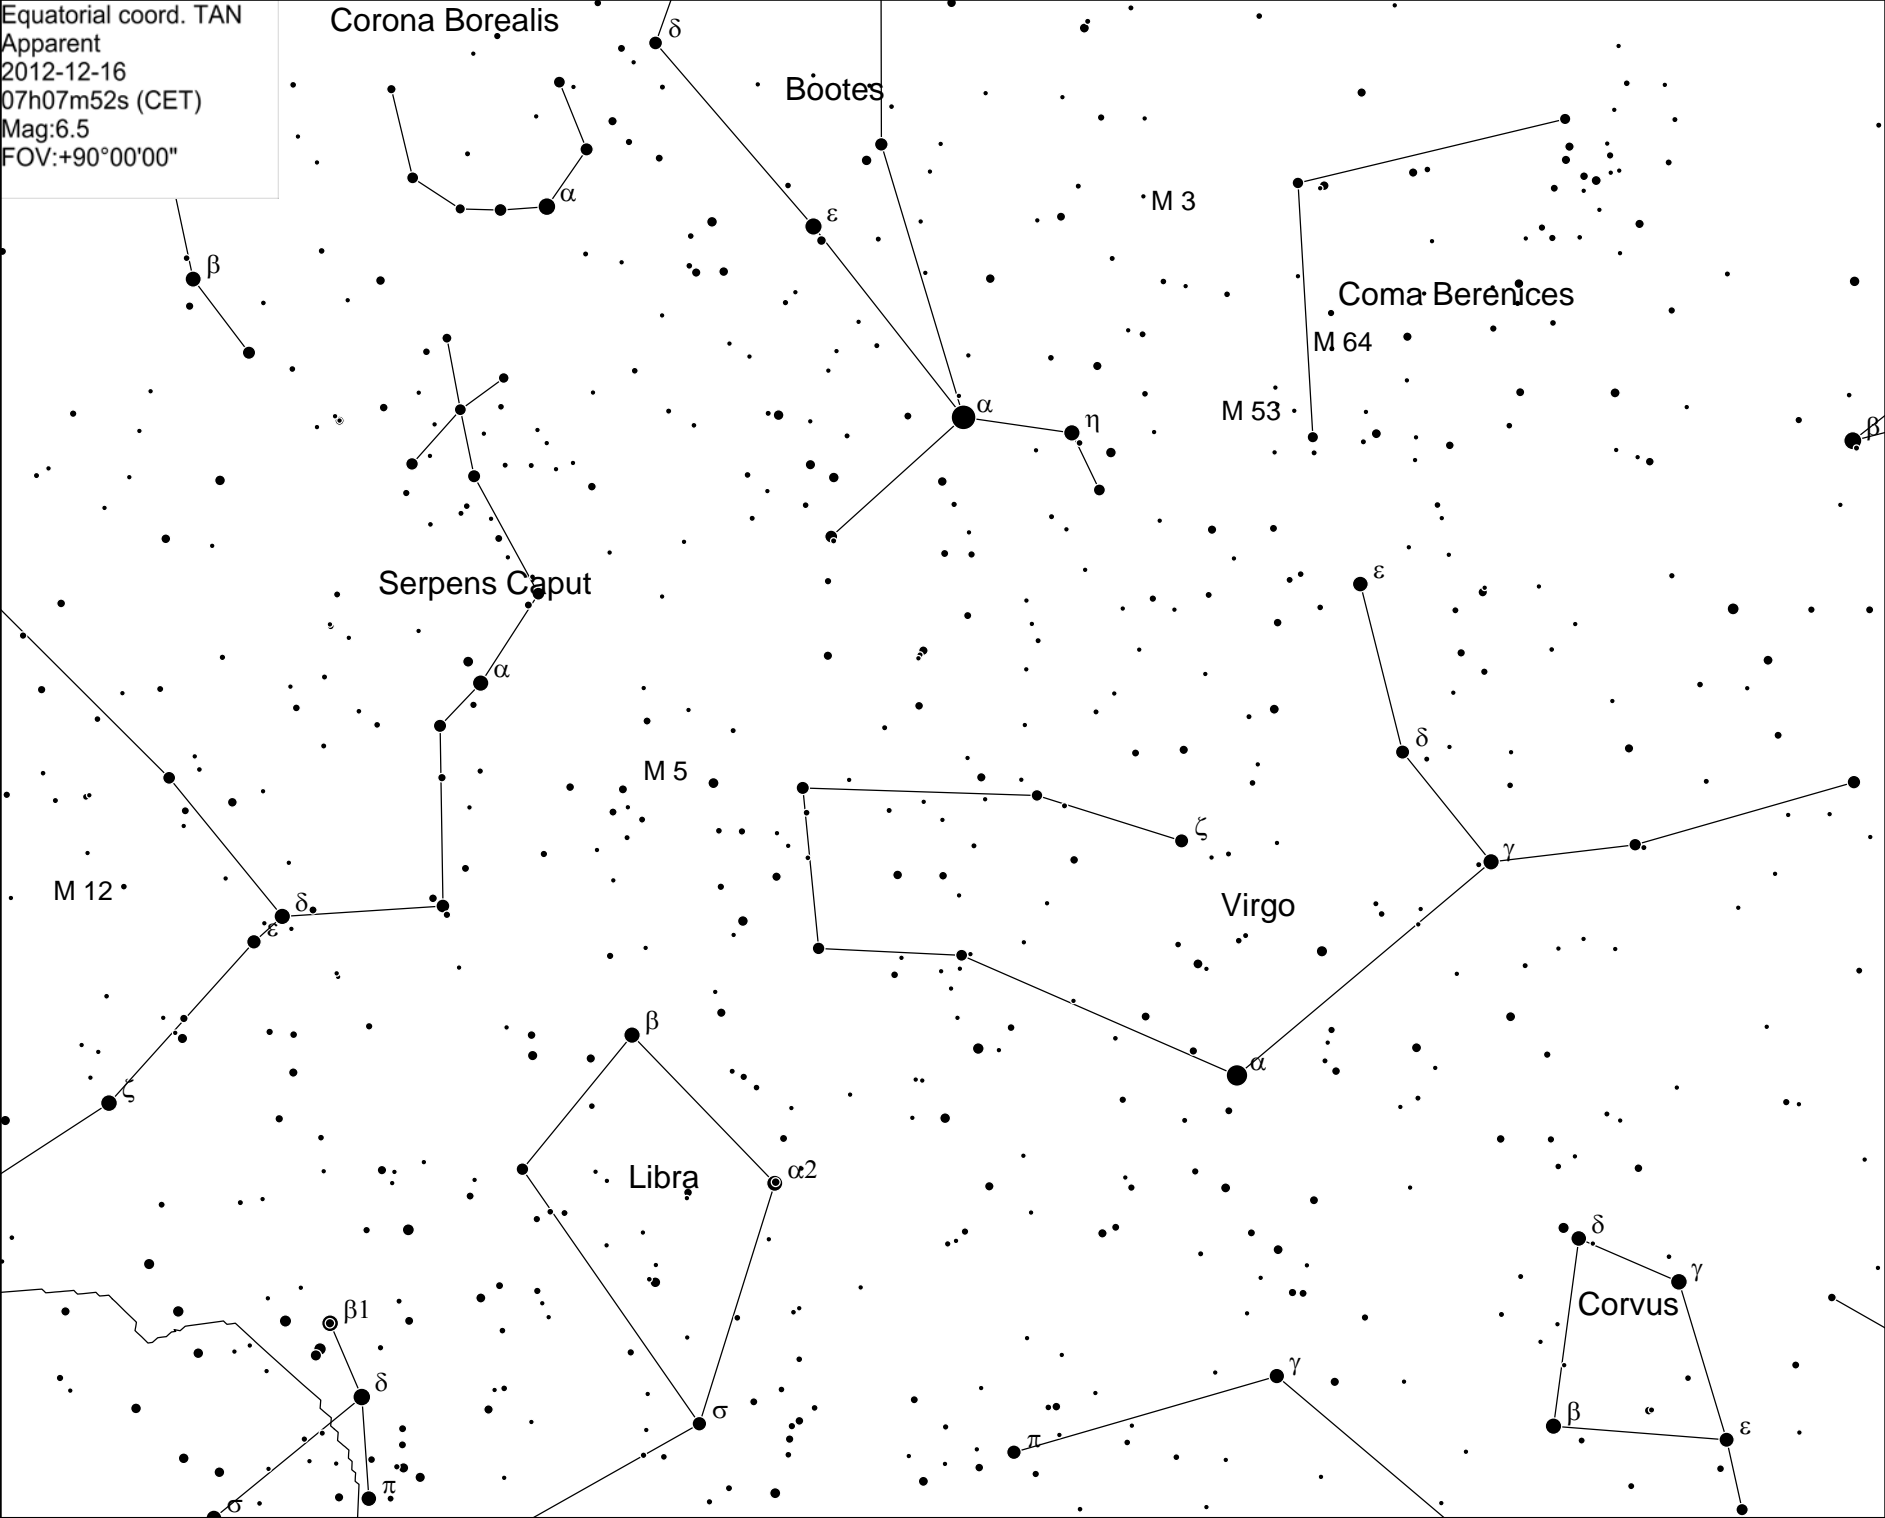 Equatorial coord. TAN
Apparent
2012-12-16
07h07m52s (CET)
Mag:6.5
FOV:+90°00'00"
Corona Borealis
δ
Bootes
α
M 3
ε
β
Coma Berenices
M 64
α
M 53
η
β
Serpens Caput
ε
α
δ
M 5
ζ
γ
M 12
δ
ε
Virgo
β
α
ζ
Libra
α2
δ
γ
β1
Corvus
γ
δ
σ
β
ε
π
π
σ